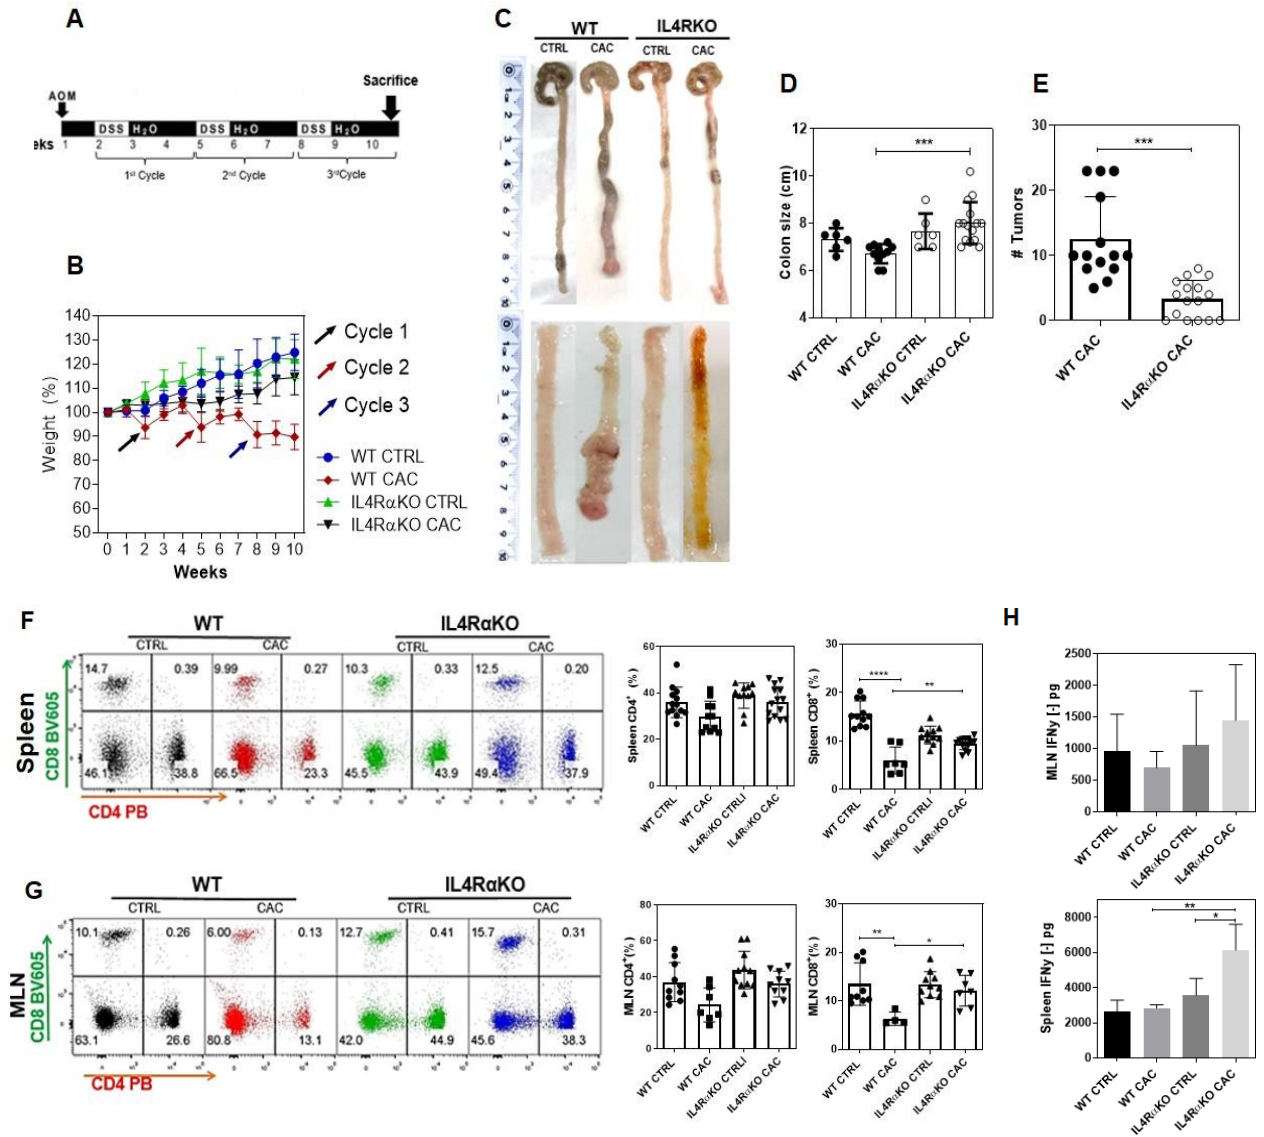 A
AOM
Sacrifice
DSS H₂O DSS H₂O DSS H₂O
eks 1 2 3 4 5 6 7 8 9 10
1st Cycle 2nd Cycle 3rdCycle
B
140
130
120
110
100
90
80
70
60
50
Weight (%)
0 1 2 3 4 5 6 7 8 9 10
Weeks
Cycle 1
Cycle 2
Cycle 3
WT CTRL
WT CAC
IL4RαKO CTRL
IL4RαKO CAC
C
WT IL4RKO
CTRL CAC CTRL CAC
D
12
10
8
6
4
Colon size (cm)
***
WT CTRL
WT CAC
IL4RαKO CTRL
IL4RαKO CAC
E
30
20
10
0
# Tumors
***
WT CAC
IL4RαKO CAC
F
WT IL4RαKO
CTRL CAC CTRL CAC
Spleen
CD8 BV605
14.7 0.39 9.99 0.27 10.3 0.33 12.5 0.20
46.1 38.8 66.5 23.3 45.5 43.9 49.4 37.9
CD4 PB
60
40
20
0
Spleen CD4⁺ (%)
WT CTRL
WT CAC
IL4RαKO CTRLI
IL4RαKO CAC
30
20
10
0
Spleen CD8⁺ (%)
**** **
WT CTRL
WT CAC
IL4RαKO CTRLI
IL4RαKO CAC
G
WT IL4RαKO
CTRL CAC CTRL CAC
MLN
CD8 BV605
10.1 0.26 6.00 0.13 12.7 0.41 15.7 0.31
63.1 26.6 80.8 13.1 42.0 44.9 45.6 38.3
CD4 PB
80
60
40
20
0
MLN CD4⁺(%)
WT CTRL
WT CAC
IL4RαKO CTRLI
IL4RαKO CAC
30
20
10
0
MLN CD8⁺(%)
** *
WT CTRL
WT CAC
IL4RαKO CTRL
IL4RαKO CAC
H
2500
2000
1500
1000
500
0
MLN IFNy [-] pg
WT CTRL
WT CAC
IL4RαKO CTRL
IL4RαKO CAC
8000
6000
4000
2000
0
Spleen IFNy [-] pg
**
*
WT CTRL
WT CAC
IL4RαKO CTRL
IL4RαKO CAC